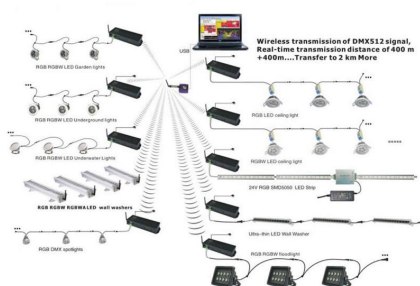 USB
Wireless transmission of DMX512 signal,
Real-time transmission distance of 400 m
+400m....Transfer to 2 km More
RGB RGBW LED Garden lights
RGB RGBW LED Underground lights
RGB RGBW LED Underwater Lights
RGB RGBW RGBWA LED wall washers
RGB DMX spotlights
RGB LED ceiling light
RGBW LED ceiling light
24V RGB SMD5050 LED Strip
Ultra-thin LED Wall Washer
RGB RGBW floodlight